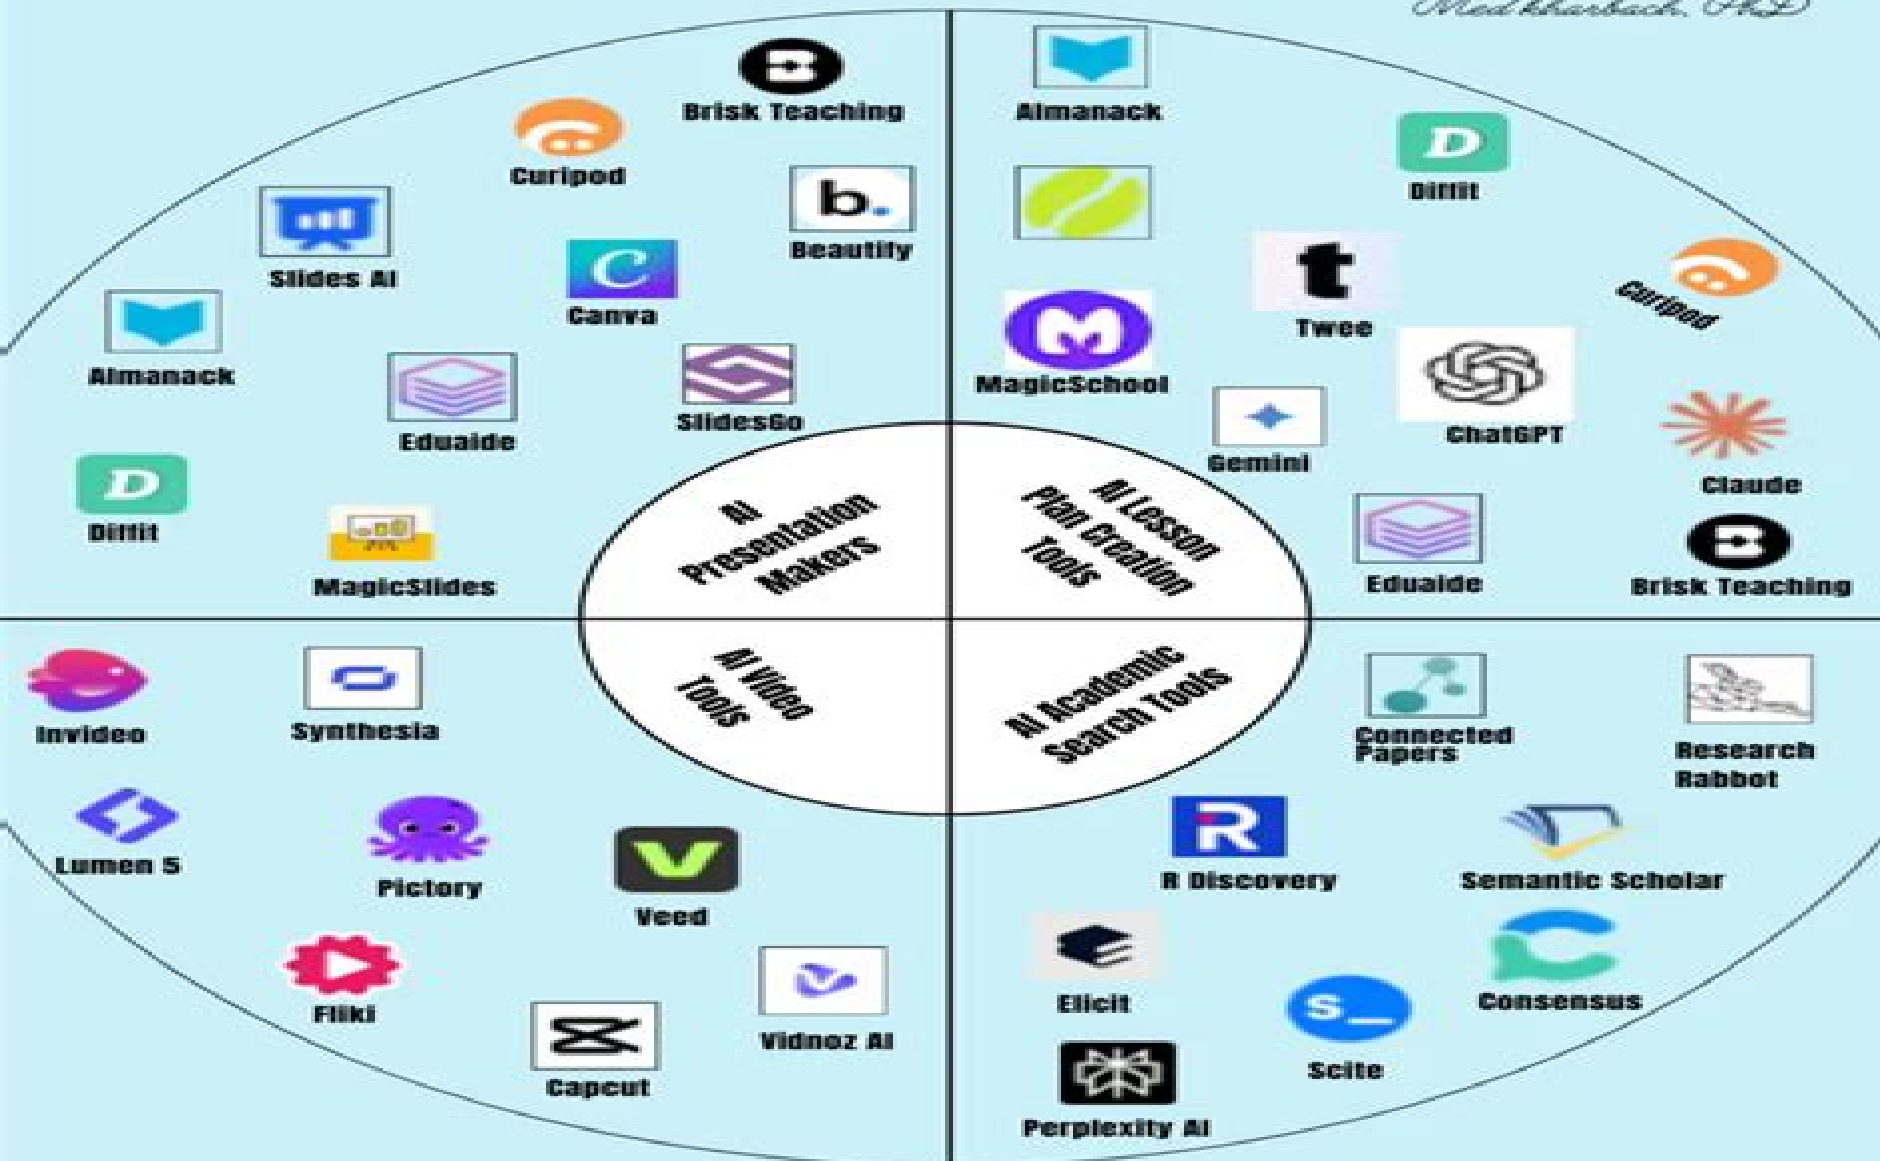 Med kharbach, PhD
Brisk Teaching
Curipod
Beautify
Slides AI
Canva
Almanack
SlidesGo
Eduaide
Diffit
MagicSlides
AI
Presentation
Makers
Almanack
Diffit
Curipod
Twee
MagicSchool
ChatGPT
Gemini
Claude
Eduaide
Brisk Teaching
AI Lesson
Plan Creation
Tools
Invideo
Synthesia
Lumen 5
Pictory
Veed
Fliki
Vidnoz AI
Capcut
AI Video
Tools
AI Academic
Search Tools
Connected
Papers
Research
Rabbot
R Discovery
Semantic Scholar
Elicit
Consensus
Scite
Perplexity AI